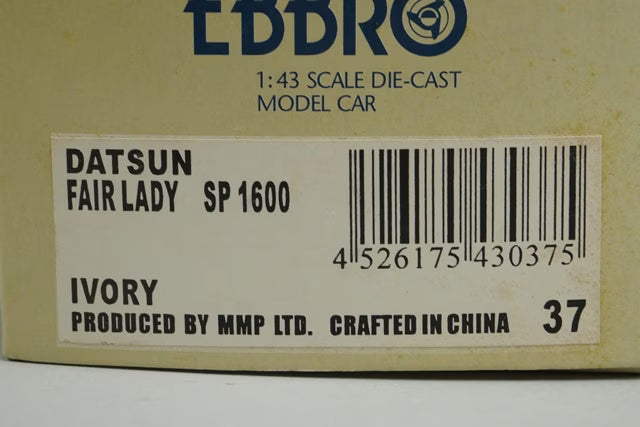 EBBRO
1:43 SCALE DIE-CAST
MODEL CAR
DATSUN
FAIR LADY SP 1600
4 526175 430375
IVORY
PRODUCED BY MMP LTD. CRAFTED IN CHINA 37